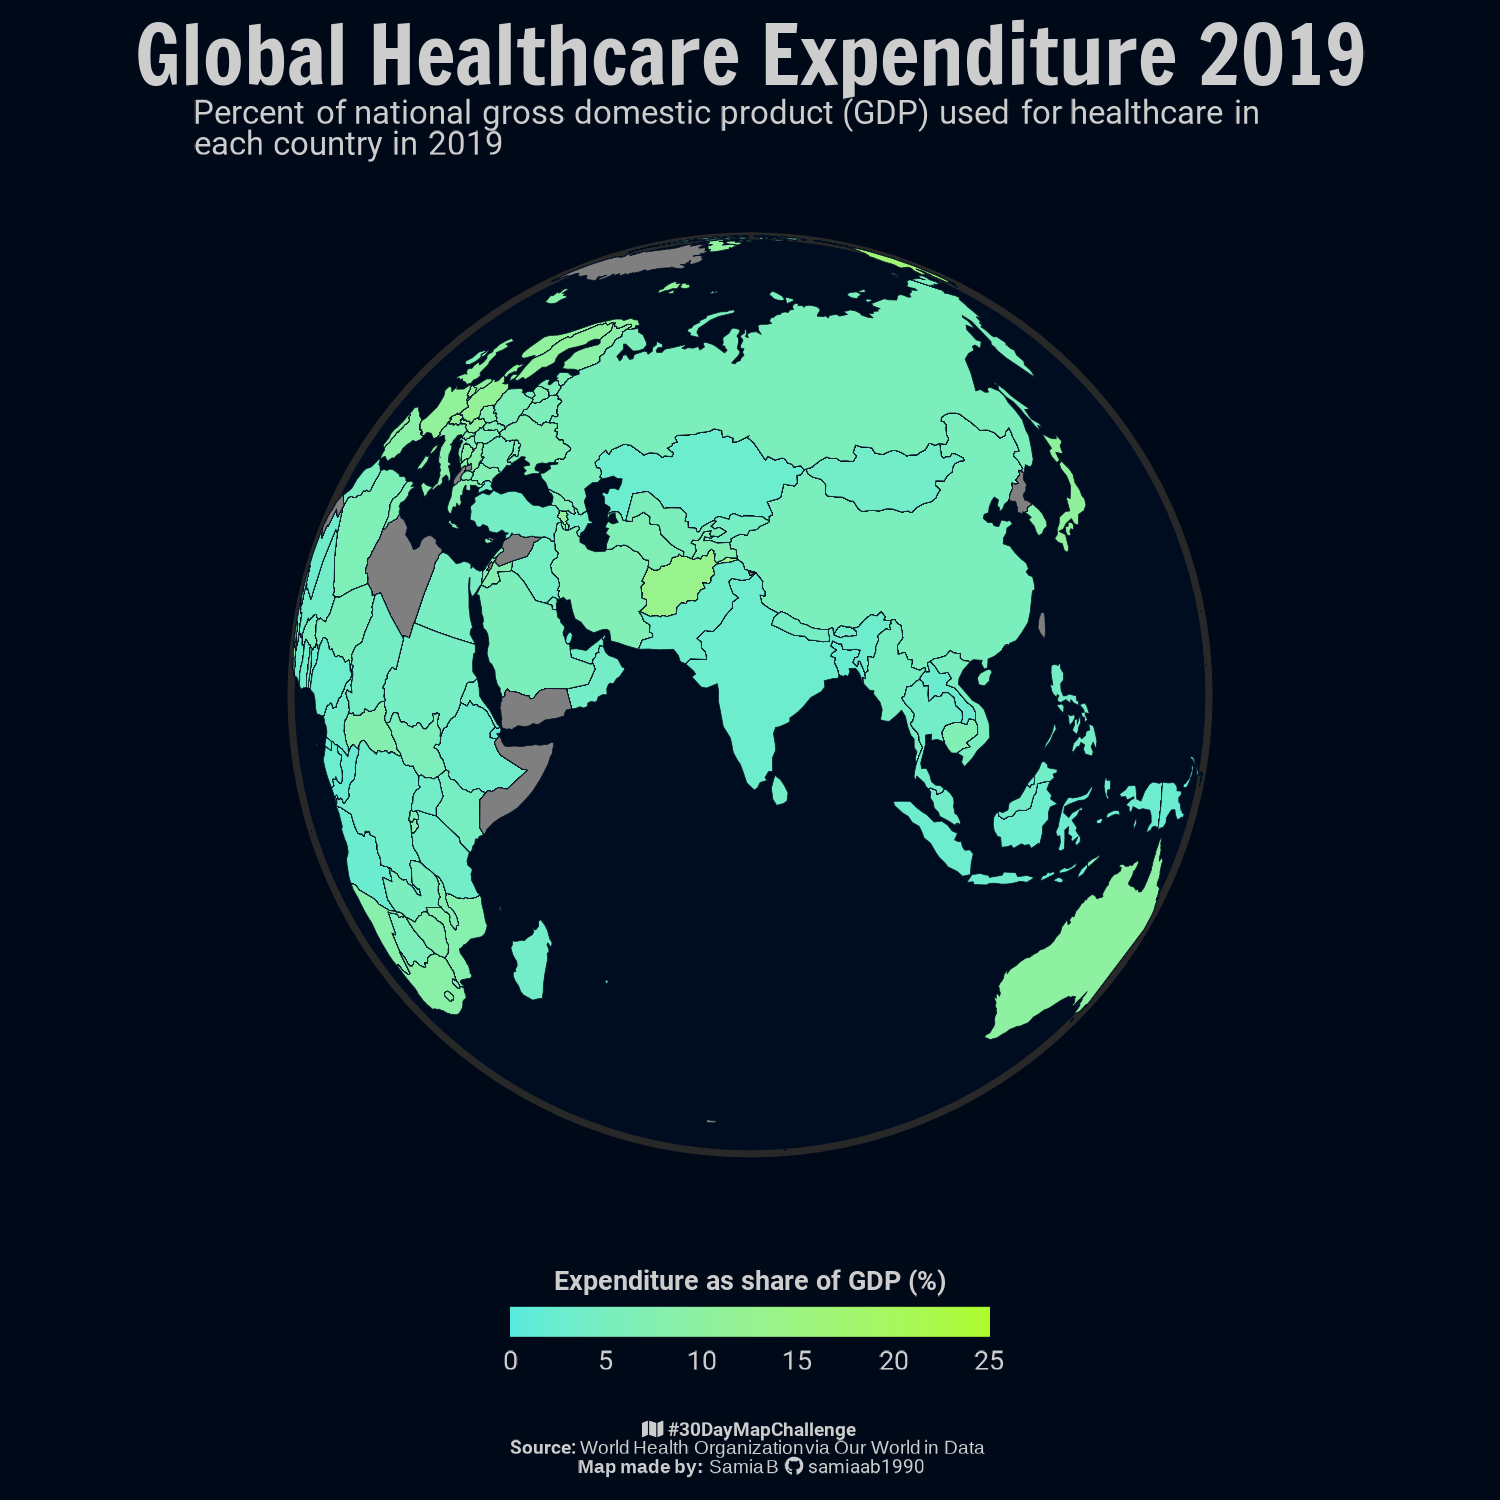 Global Healthcare Expenditure 2019
Percent of national gross domestic product (GDP) used for healthcare in
each country in 2019
Expenditure as share of GDP (%)
0 5 10 15 20 25
#30DayMapChallenge
Source: World Health Organization via Our World in Data
Map made by: Samia B samiaab1990